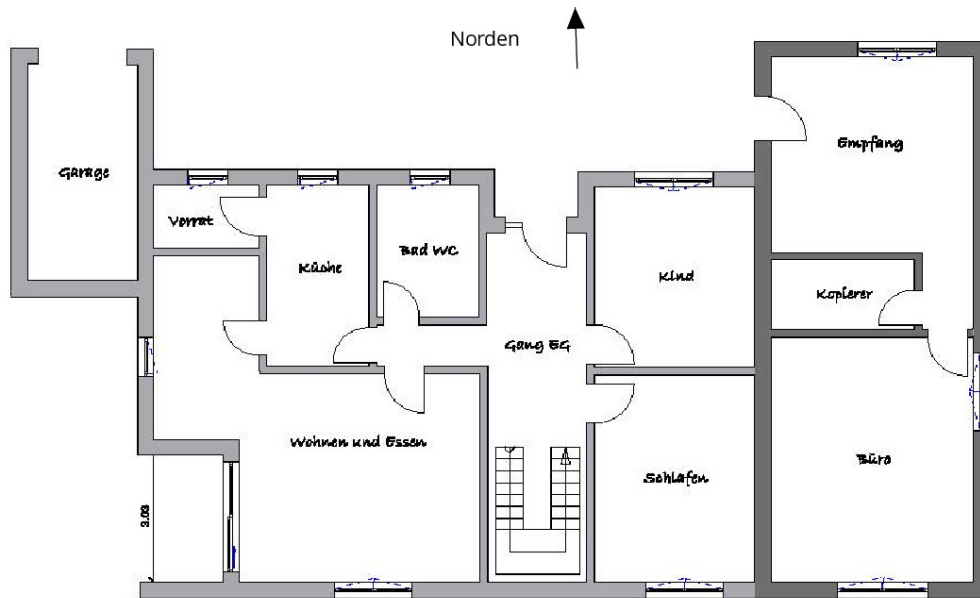 Norden
Empfang
Garage
Vorrat
Küche
Bad WC
Kind
Kopierer
Gang EG
Wohnen und Essen
Schlafen
Büro
3.03